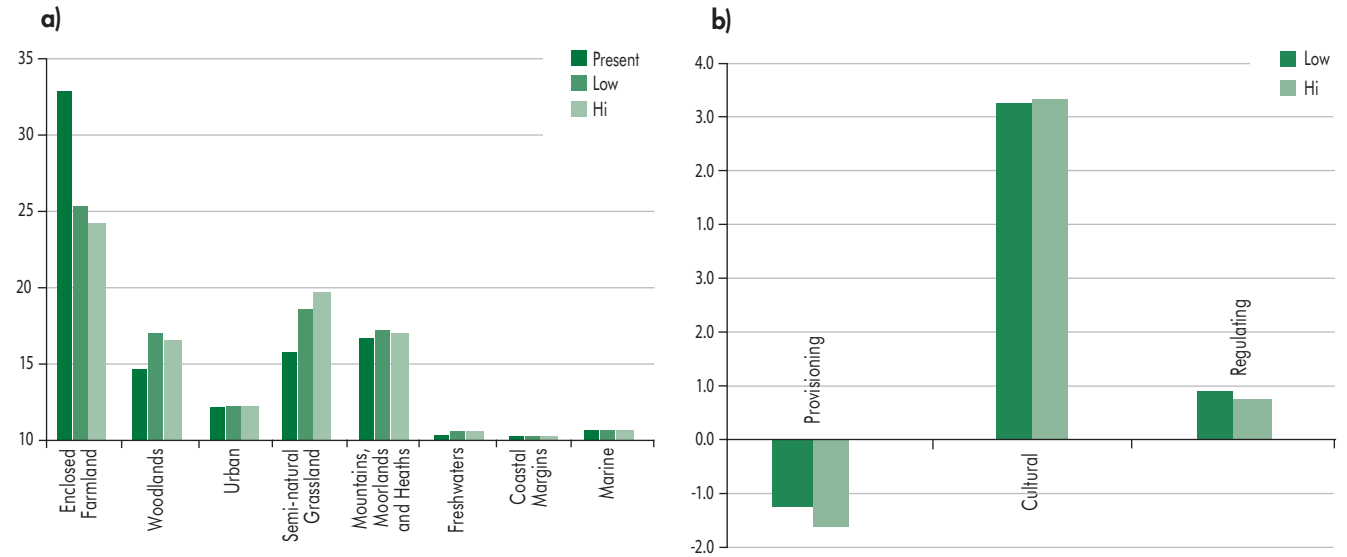 a)
35
30
25
20
15
10
Present
Low
Hi
Enclosed
Farmland
Woodlands
Urban
Semi-natural
Grassland
Mountains,
Moorlands
and Heaths
Freshwaters
Coastal
Margins
Marine
b)
4.0
3.0
2.0
1.0
3.0
2.0
1.0
0.0
-1.0
-2.0
Low
Hi
Provisioning
Cultural
Regulating